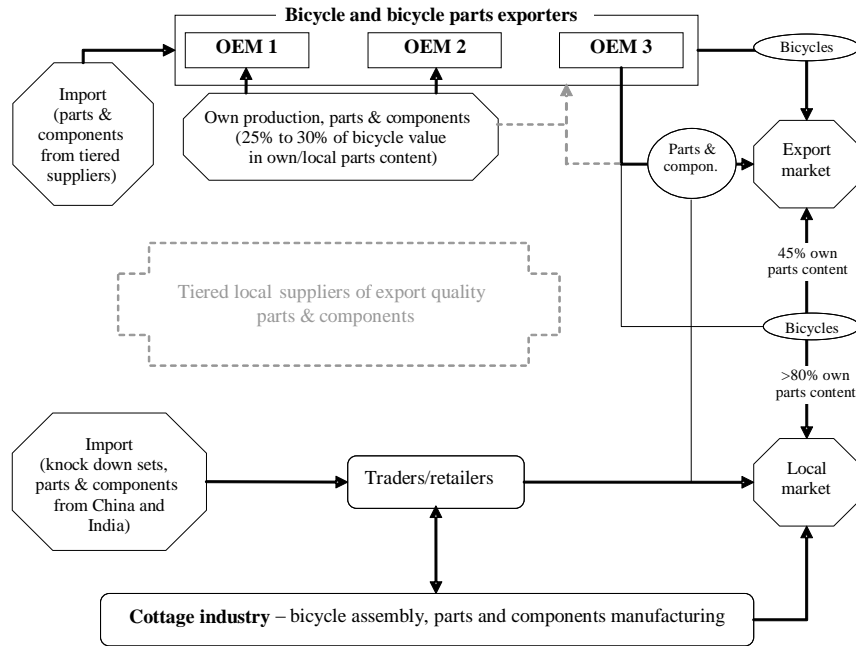 Bicycle and bicycle parts exporters
OEM 1
OEM 2
OEM 3
Bicycles
Import
(parts &
components
from tiered
suppliers)
Own production, parts & components
(25% to 30% of bicycle value
in own/local parts content)
Parts &
compon.
Export
market
45% own
parts content
Tiered local suppliers of export quality
parts & components
Bicycles
>80% own
parts content
Import
(knock down sets,
parts & components
from China and
India)
Traders/retailers
Local
market
Cottage industry – bicycle assembly, parts and components manufacturing